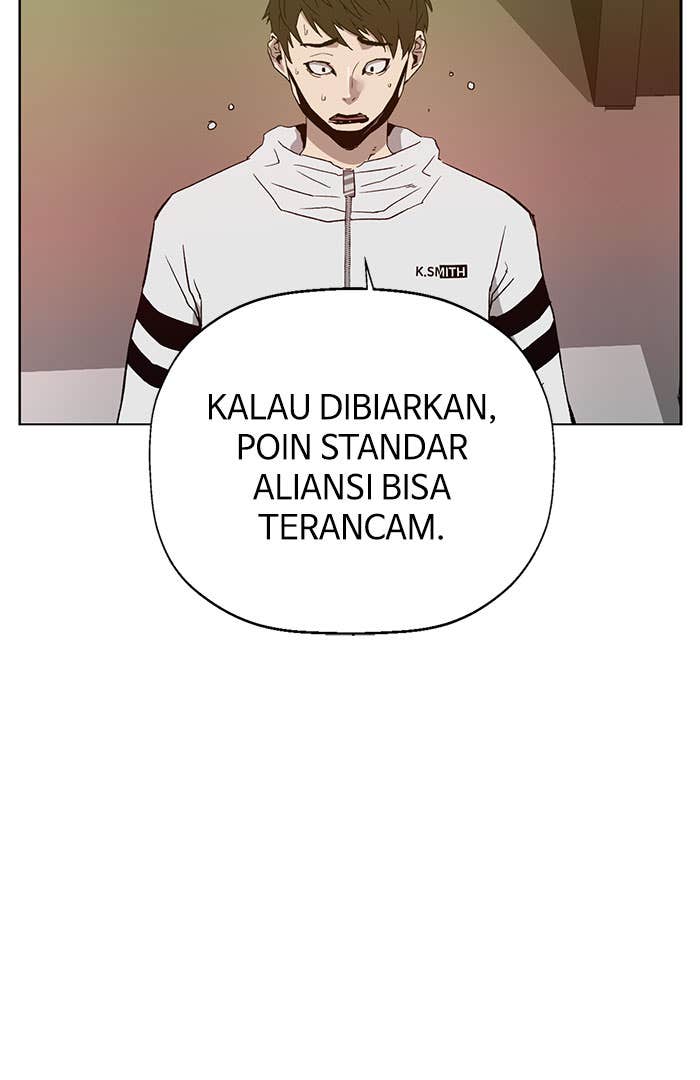 K.SMITH
KALAU DIBIARKAN,
POIN STANDAR
ALIANSI BISA
TERANCAM.